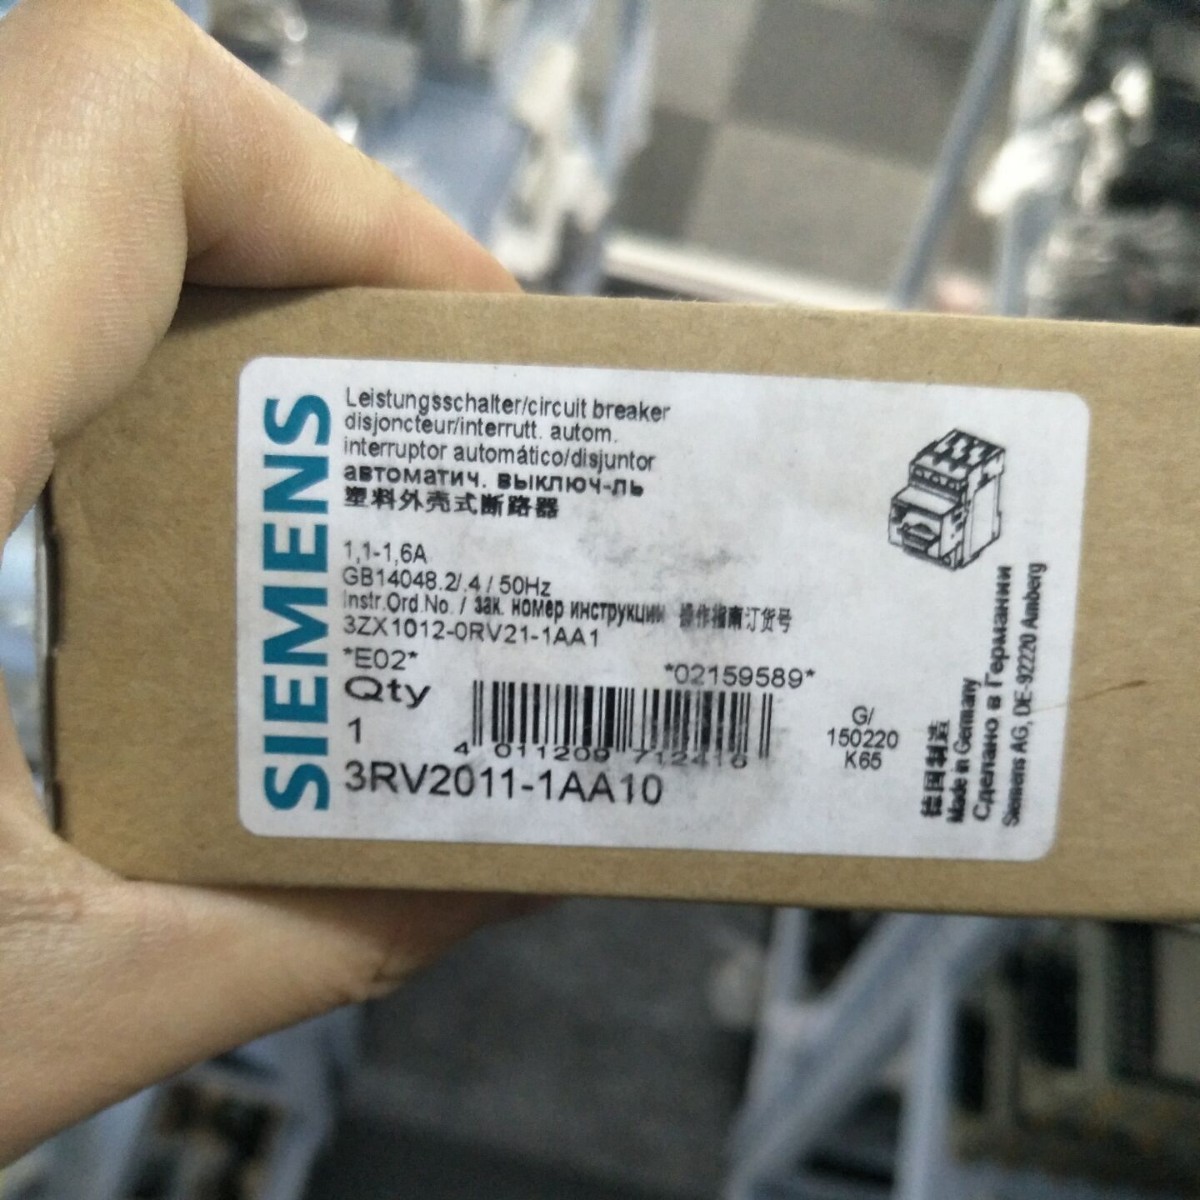 SIEMENS
Leistungsschalter/circuit breaker
disjoncteur/interrutt. autom.
interruptor automático/disjuntor
автоматич. выключ-ль
塑料外壳式断路器
1,1-1,6A
GB14048.2/.4 / 50Hz
Instr.Ord.No. / зак. номер инструкции 操作指南订货号
3ZX1012-0RV21-1AA1
*E02*
*02159589*
Qty
1
4 011209 712416
3RV2011-1AA10
G/
150220
K65
德国制造
Made in Germany
Сделано в Германии
Siemens AG, DE-92220 Amberg